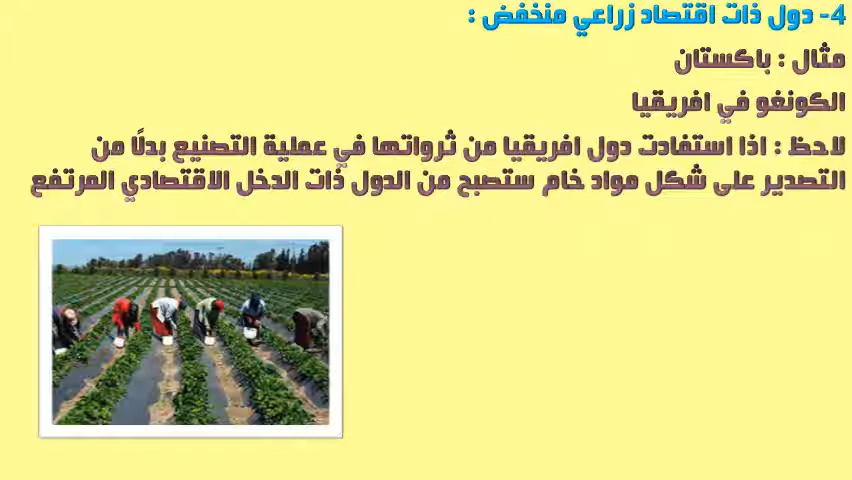 4- دول ذات اقتصاد زراعي منخفض :
مثال : باكستان
الكونغو في افريقيا
لاحظ : اذا استفادت دول افريقيا من ثرواتها في عملية التصنيع بدلًا من
التصدير على شكل مواد خام ستصبح من الدول ذات الدخل الاقتصادي المرتفع